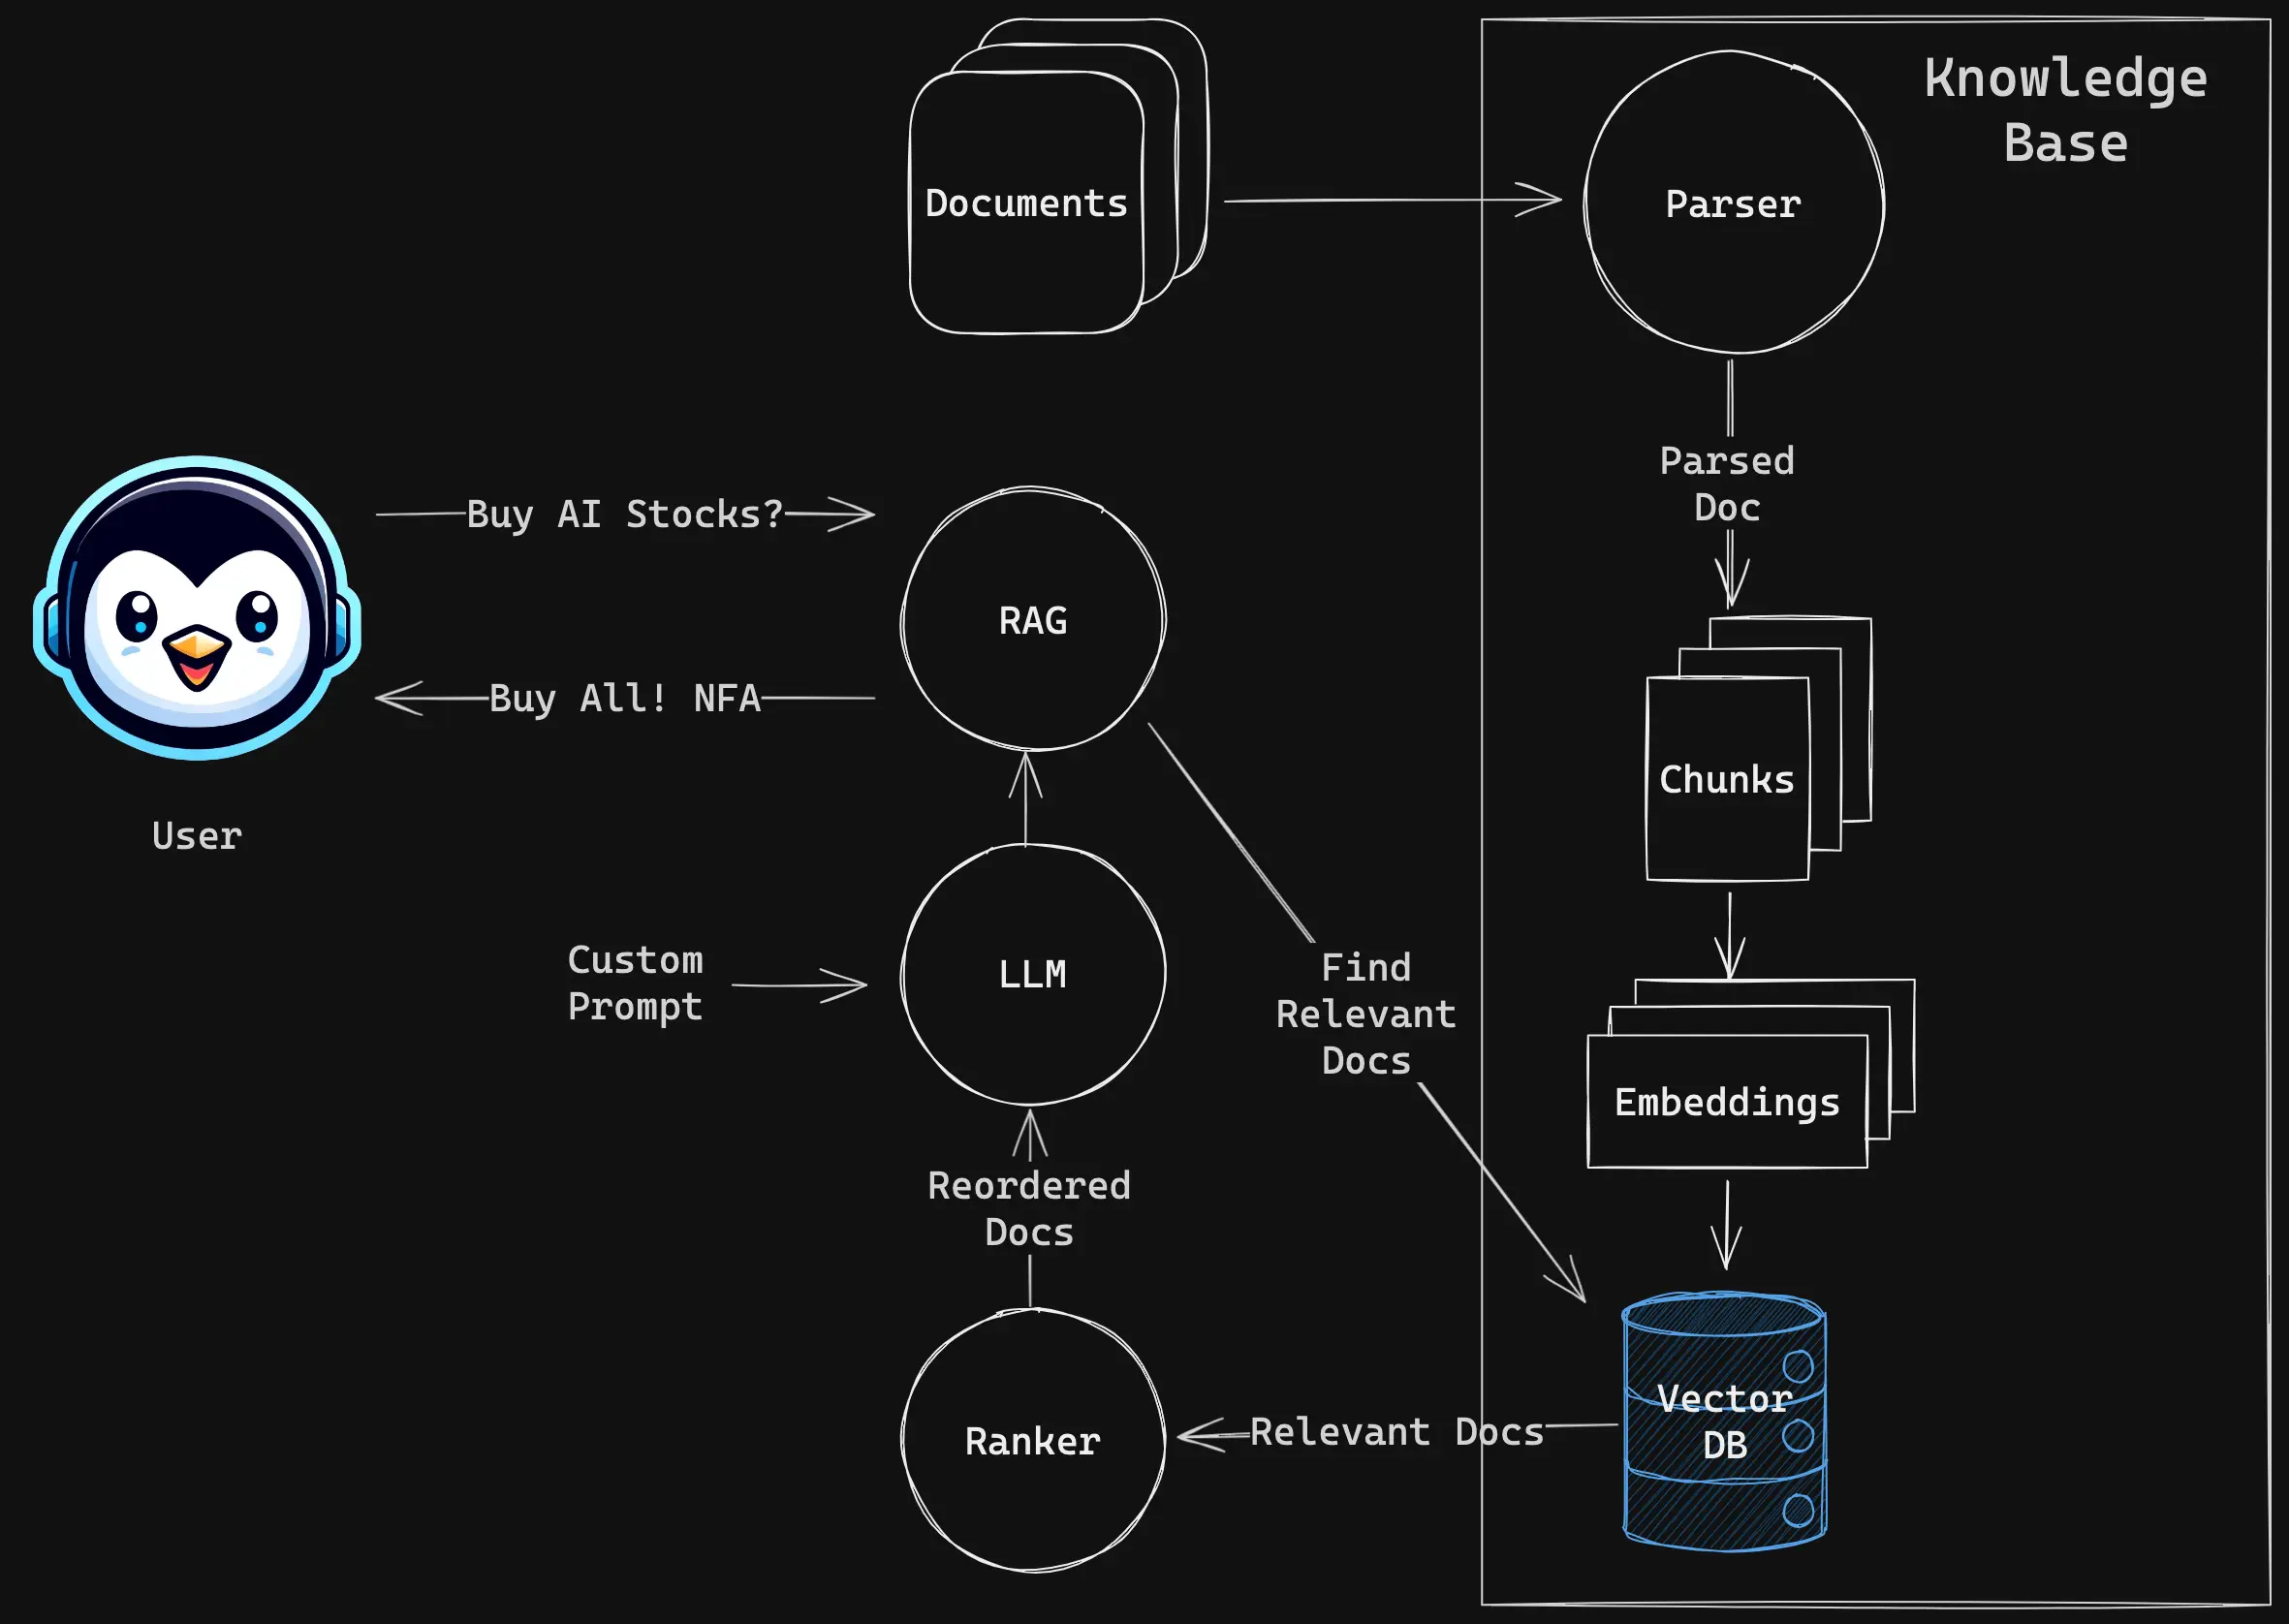 Knowledge
Base
Documents
Parser
Parsed
Doc
Buy AI Stocks?
RAG
Buy All! NFA
Chunks
User
Custom
Prompt
LLM
Find
Relevant
Docs
Embeddings
Reordered
Docs
Vector
DB
Relevant Docs
Ranker